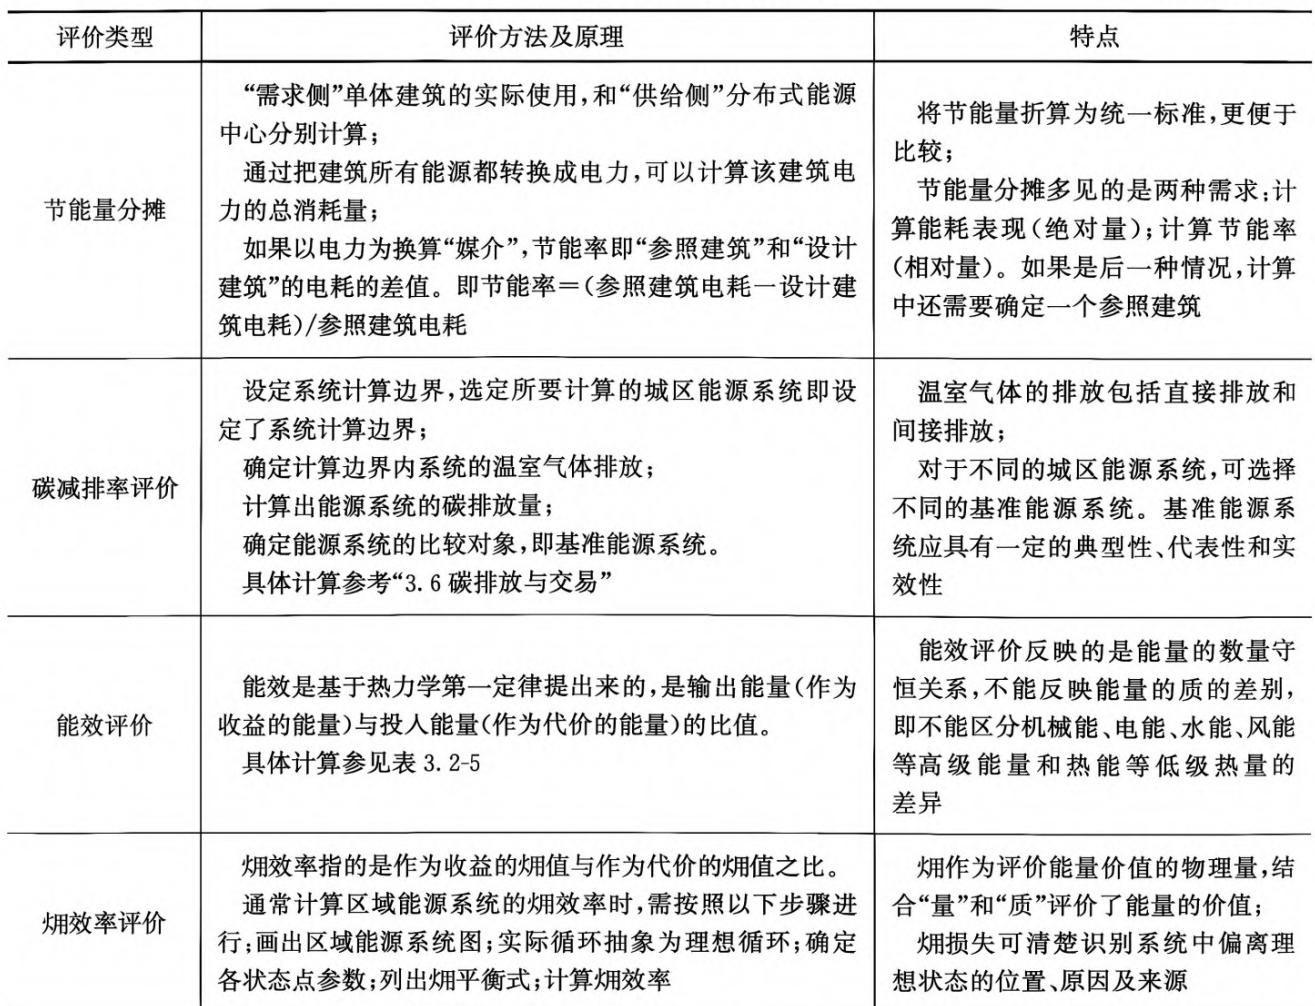 评价类型 评价方法及原理 特点
节能量分摊
“需求侧”单体建筑的实际使用,和“供给侧”分布式能源
中心分别计算;
通过把建筑所有能源都转换成电力,可以计算该建筑电
力的总消耗量;
如果以电力为换算“媒介”,节能率即“参照建筑”和“设计
建筑”的电耗的差值。即节能率=(参照建筑电耗一设计建
筑电耗)/参照建筑电耗
将节能量折算为统一标准,更便于
比较;
节能量分摊多见的是两种需求;计
算能耗表现(绝对量);计算节能率
(相对量)。如果是后一种情况,计算
中还需要确定一个参照建筑
碳减排率评价
设定系统计算边界,选定所要计算的城区能源系统即设
定了系统计算边界;
确定计算边界内系统的温室气体排放;
计算出能源系统的碳排放量;
确定能源系统的比较对象,即基准能源系统。
具体计算参考“3.6 碳排放与交易”
温室气体的排放包括直接排放和
间接排放;
对于不同的城区能源系统,可选择
不同的基准能源系统。基准能源系
统应具有一定的典型性、代表性和实
效性
能效评价
能效是基于热力学第一定律提出来的,是输出能量(作为
收益的能量)与投人能量(作为代价的能量)的比值。
具体计算参见表 3.2-5
能效评价反映的是能量的数量守
恒关系,不能反映能量的质的差别,
即不能区分机械能、电能、水能、风能
等高级能量和热能等低级热量的
差异
㶲效率评价
㶲效率指的是作为收益的㶲值与作为代价的㶲值之比。
通常计算区域能源系统的㶲效率时,需按照以下步骤进
行;画出区域能源系统图;实际循环抽象为理想循环;确定
各状态点参数;列出㶲平衡式;计算㶲效率
㶲作为评价能量价值的物理量,结
合“量”和“质”评价了能量的价值;
㶲损失可清楚识别系统中偏离理
想状态的位置、原因及来源